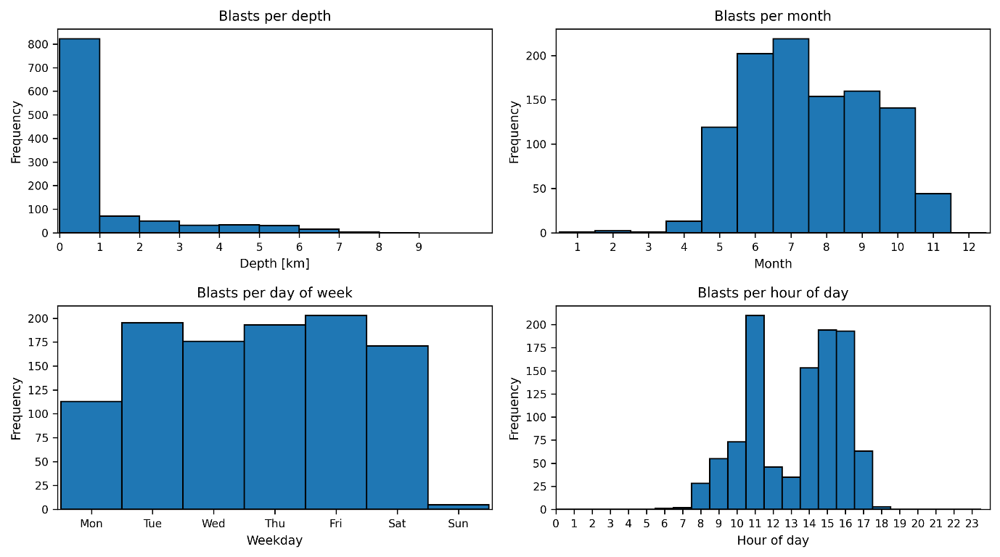 Blasts per depth
800
700
600
500
400
300
200
100
0
Frequency
0 1 2 3 4 5 6 7 8 9
Depth [km]
Blasts per month
200
150
100
50
0
Frequency
1 2 3 4 5 6 7 8 9 10 11 12
Month
Blasts per day of week
200
175
150
125
100
75
50
25
0
Frequency
Mon Tue Wed Thu Fri Sat Sun
Weekday
Blasts per hour of day
200
175
150
125
100
75
50
25
0
Frequency
0 1 2 3 4 5 6 7 8 9 10 11 12 13 14 15 16 17 18 19 20 21 22 23
Hour of day